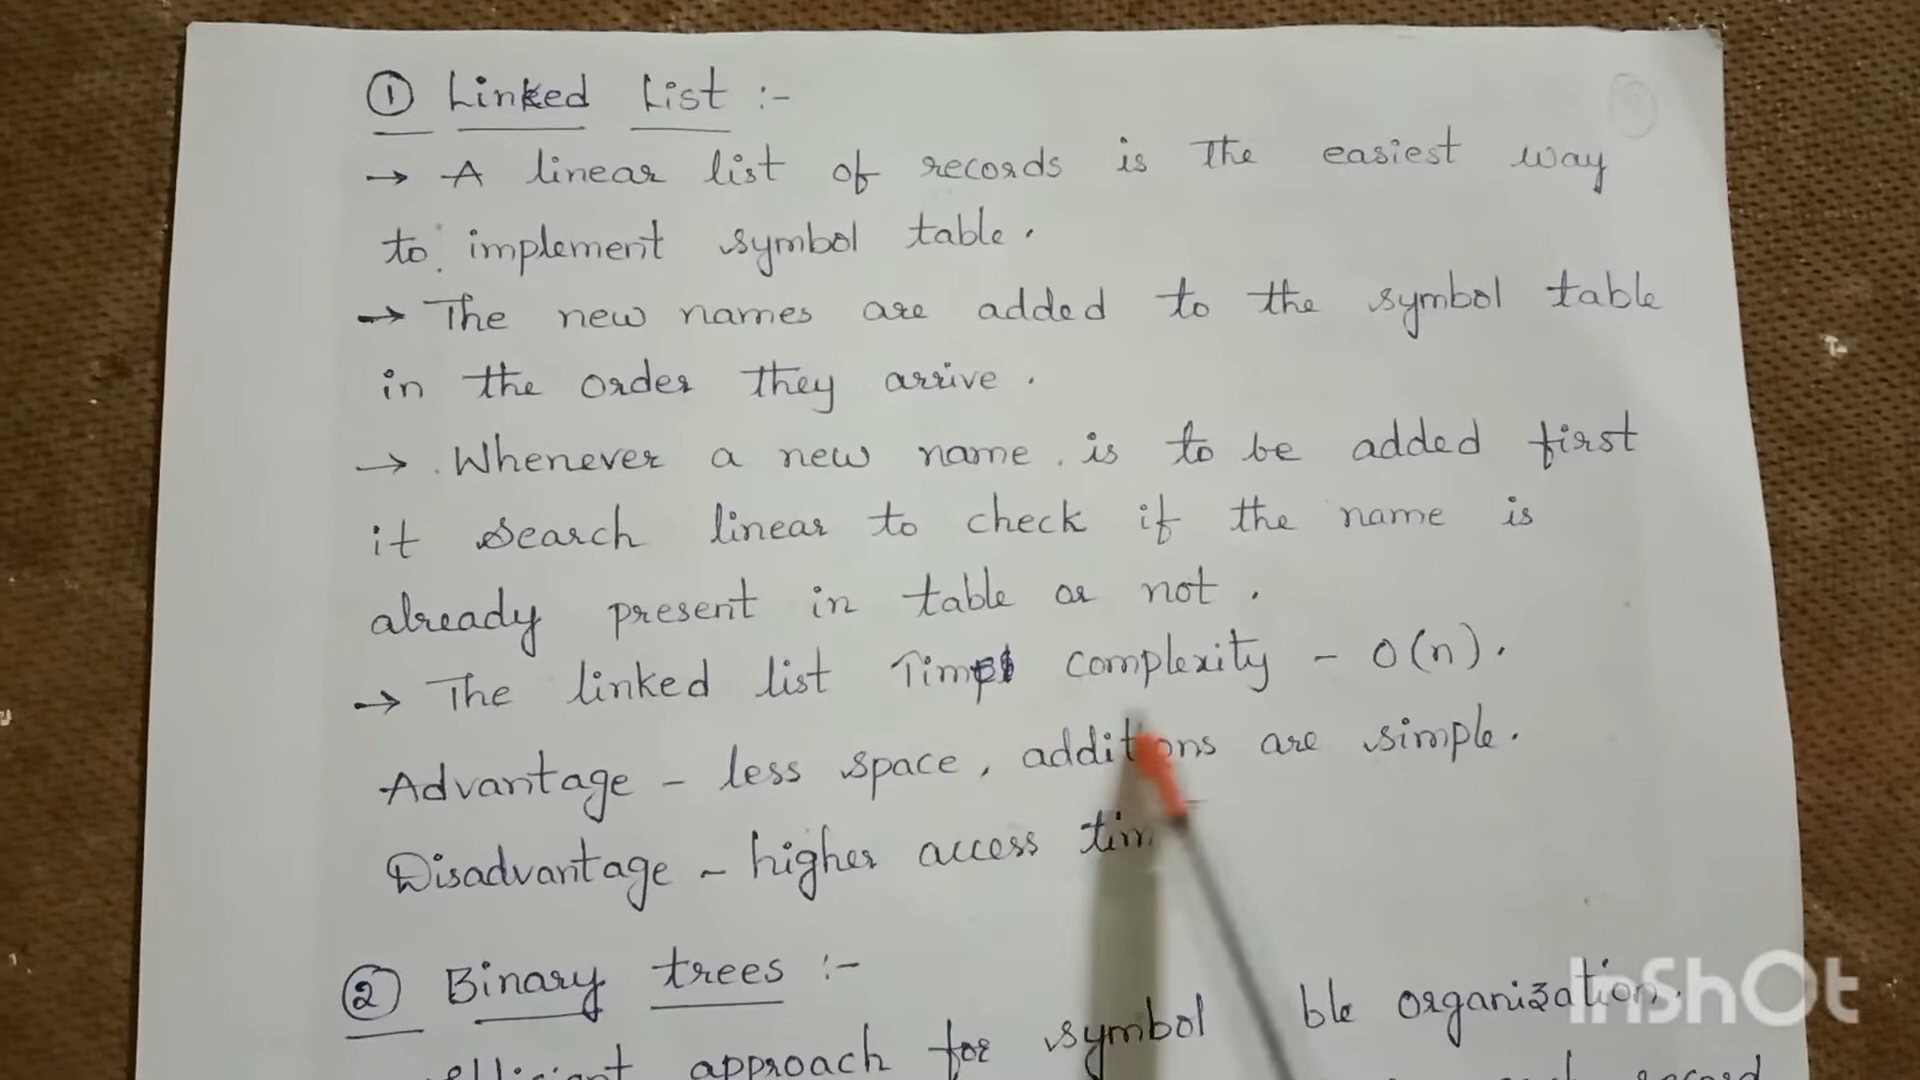 ① Linked List :-
→ A linear list of records is the easiest way
to implement symbol table.
→ The new names are added to the symbol table
in the order they arrive.
→ Whenever a new name is to be added first
it search linear to check if the name is
already present in table or not.
→ The linked list Time complexity - O(n).
Advantage - less space, additions are simple.
Disadvantage - higher access
② Binary trees :-
approach for symbol organization.
record
InShOt